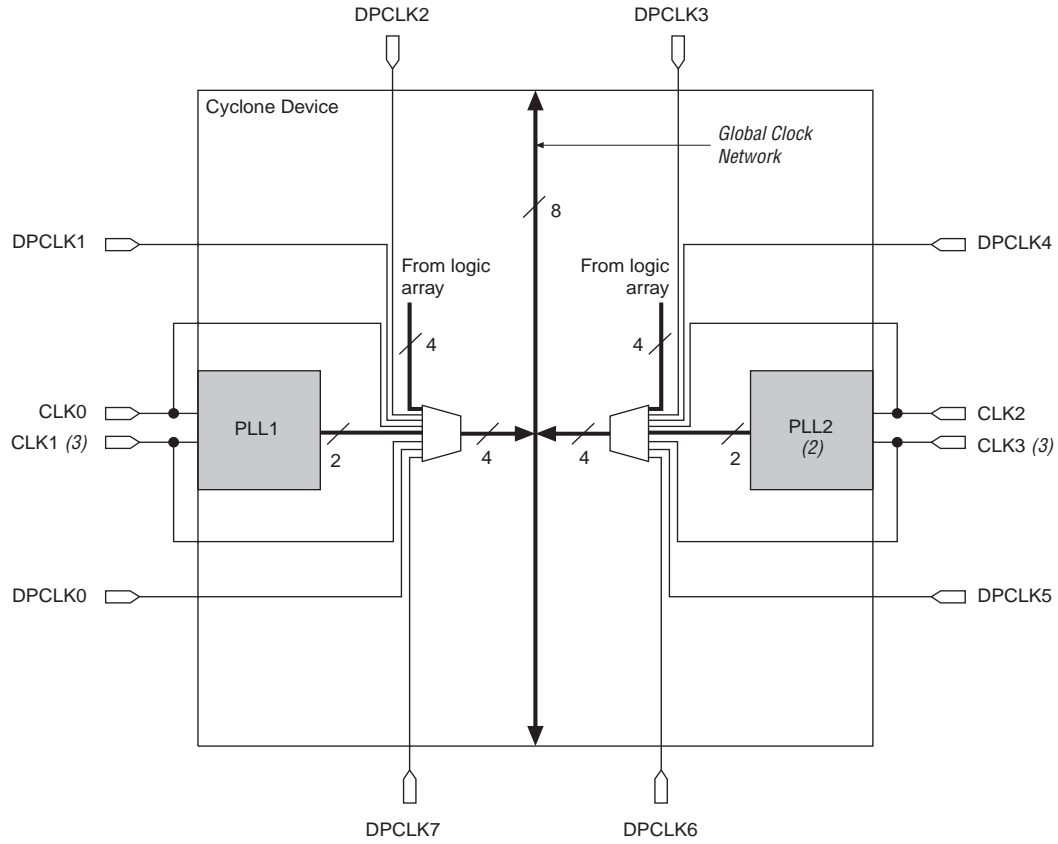 DPCLK2
DPCLK3
Cyclone Device
Global Clock
Network
8
DPCLK1
DPCLK4
From logic
array
From logic
array
4
4
CLK0
CLK1 (3)
PLL1
2
4
4
2
PLL2
(2)
CLK2
CLK3 (3)
DPCLK0
DPCLK5
DPCLK7
DPCLK6